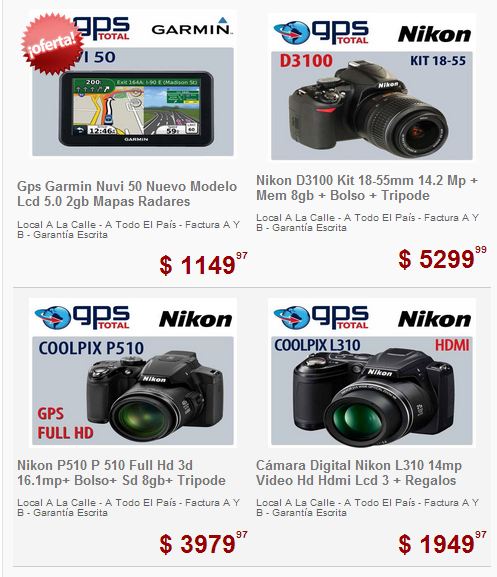 ¡oferta!
gps
TOTAL
GARMIN
NUVI 50
200 Exit 164A: I-90 E (Madison St)
12:46
59
GARMIN
Gps Garmin Nuvi 50 Nuevo Modelo
Lcd 5.0 2gb Mapas Radares
Local A La Calle - A Todo El País - Factura A Y
B - Garantía Escrita
$ 1149 97
gps
TOTAL
Nikon
D3100
KIT 18-55
Nikon
Nikon D3100 Kit 18-55mm 14.2 Mp +
Mem 8gb + Bolso + Tripode
Local A La Calle - A Todo El País - Factura A Y
B - Garantía Escrita
$ 5299 99
gps
TOTAL
Nikon
COOLPIX P510
Nikon
GPS
FULL HD
Nikon P510 P 510 Full Hd 3d
16.1mp+ Bolso+ Sd 8gb+ Tripode
Local A La Calle - A Todo El País - Factura A Y
B - Garantía Escrita
$ 3979 97
gps
TOTAL
Nikon
COOLPIX L310
HDMI
Nikon
Cámara Digital Nikon L310 14mp
Video Hd Hdmi Lcd 3 + Regalos
Local A La Calle - A Todo El País - Factura A Y
B - Garantía Escrita
$ 1949 97